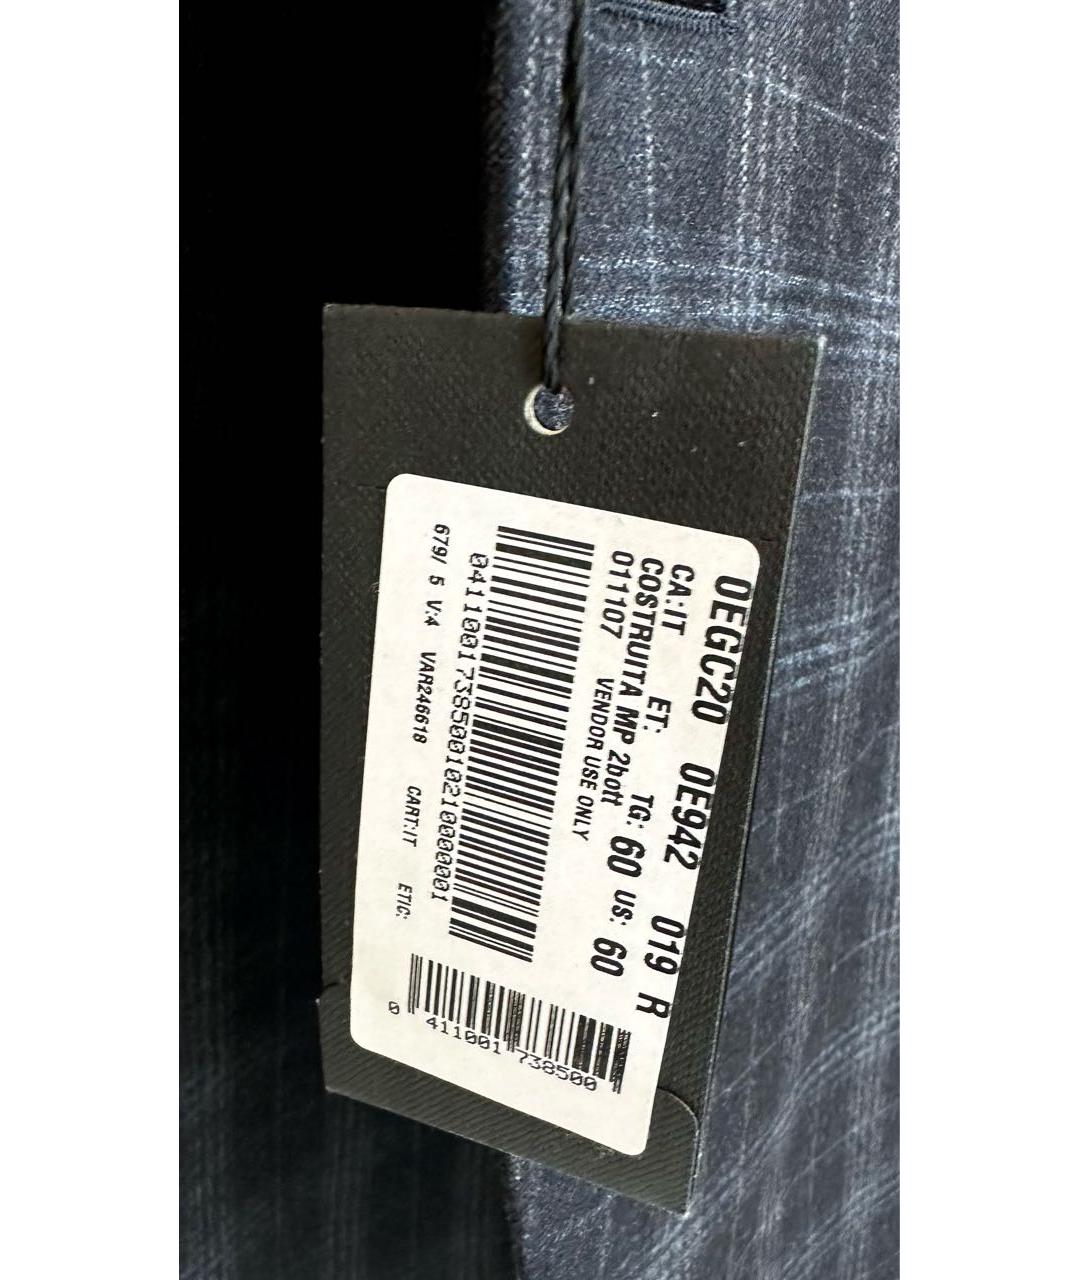 0EGC20 0E942 019 R
CA:IT ET: TG: 60 US: 60
COSTRUITA MP 2bott
011107 VENDOR USE ONLY
0411001738500102100000001
679/ 5 V:4 VAR246618 CART:IT ETIC:
0 411001 738500